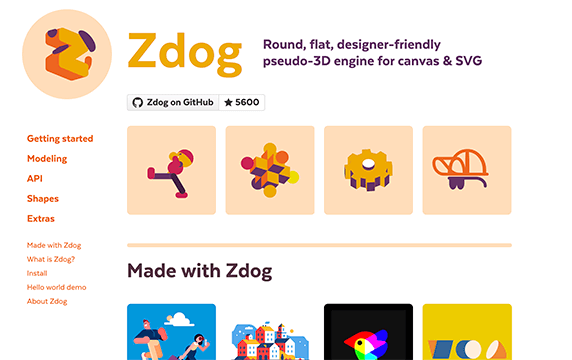 Zdog
Round, flat, designer-friendly
pseudo-3D engine for canvas & SVG
Zdog on GitHub
5600
Getting started
Modeling
API
Shapes
Extras
Made with Zdog
What is Zdog?
Install
Hello world demo
About Zdog
Made with Zdog